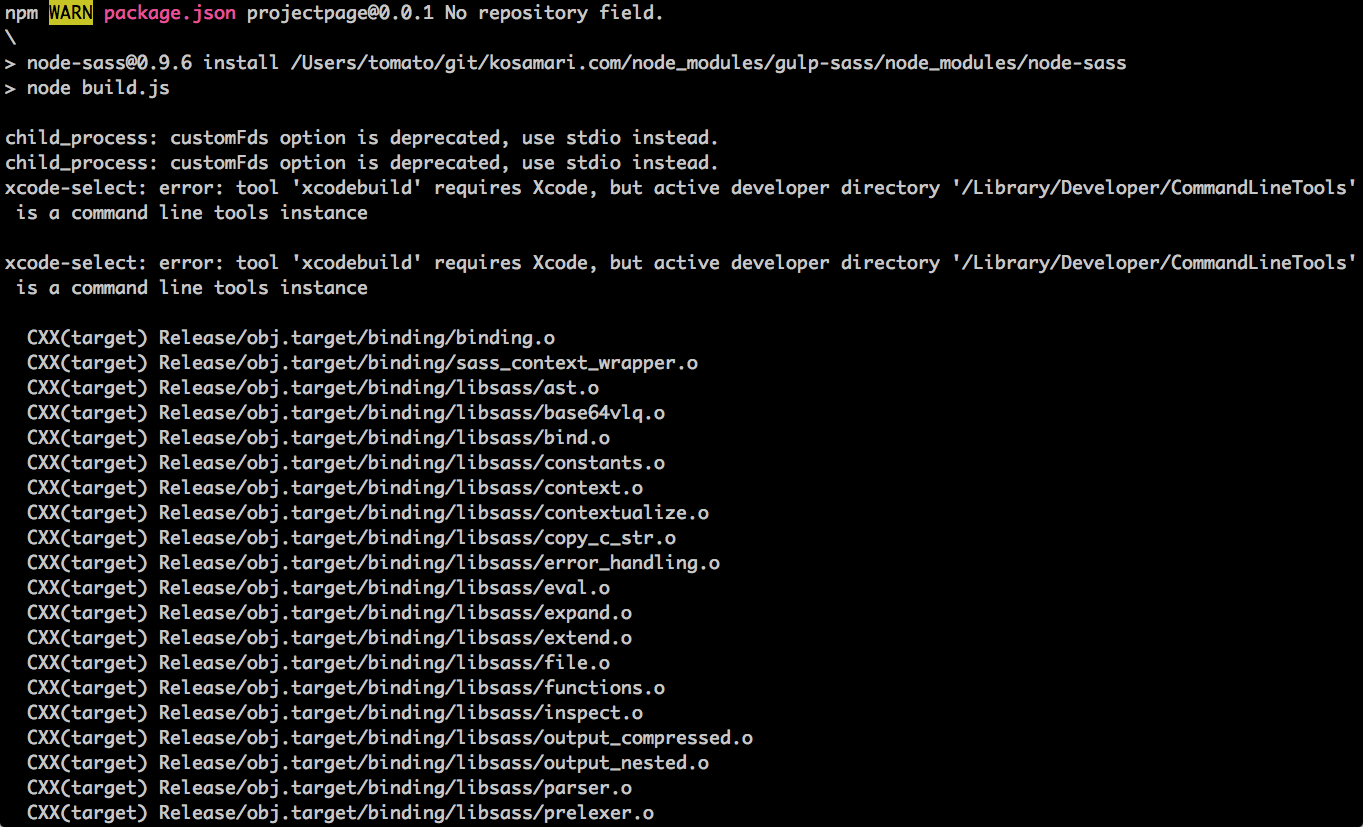 npm WARN package.json projectpage@0.0.1 No repository field.
\
> node-sass@0.9.6 install /Users/tomato/git/kosamari.com/node_modules/gulp-sass/node_modules/node-sass
> node build.js
child_process: customFds option is deprecated, use stdio instead.
child_process: customFds option is deprecated, use stdio instead.
xcode-select: error: tool 'xcodebuild' requires Xcode, but active developer directory '/Library/Developer/CommandLineTools'
 is a command line tools instance
xcode-select: error: tool 'xcodebuild' requires Xcode, but active developer directory '/Library/Developer/CommandLineTools'
 is a command line tools instance
  CXX(target) Release/obj.target/binding/binding.o
  CXX(target) Release/obj.target/binding/sass_context_wrapper.o
  CXX(target) Release/obj.target/binding/libsass/ast.o
  CXX(target) Release/obj.target/binding/libsass/base64vlq.o
  CXX(target) Release/obj.target/binding/libsass/bind.o
  CXX(target) Release/obj.target/binding/libsass/constants.o
  CXX(target) Release/obj.target/binding/libsass/context.o
  CXX(target) Release/obj.target/binding/libsass/contextualize.o
  CXX(target) Release/obj.target/binding/libsass/copy_c_str.o
  CXX(target) Release/obj.target/binding/libsass/error_handling.o
  CXX(target) Release/obj.target/binding/libsass/eval.o
  CXX(target) Release/obj.target/binding/libsass/expand.o
  CXX(target) Release/obj.target/binding/libsass/extend.o
  CXX(target) Release/obj.target/binding/libsass/file.o
  CXX(target) Release/obj.target/binding/libsass/functions.o
  CXX(target) Release/obj.target/binding/libsass/inspect.o
  CXX(target) Release/obj.target/binding/libsass/output_compressed.o
  CXX(target) Release/obj.target/binding/libsass/output_nested.o
  CXX(target) Release/obj.target/binding/libsass/parser.o
  CXX(target) Release/obj.target/binding/libsass/prelexer.o